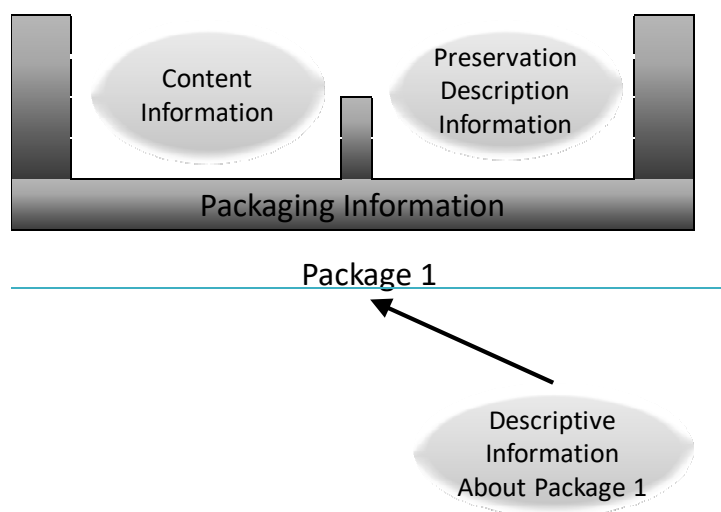 Content
Information
Preservation
Description
Information
Packaging Information
Package 1
Descriptive
Information
About Package 1